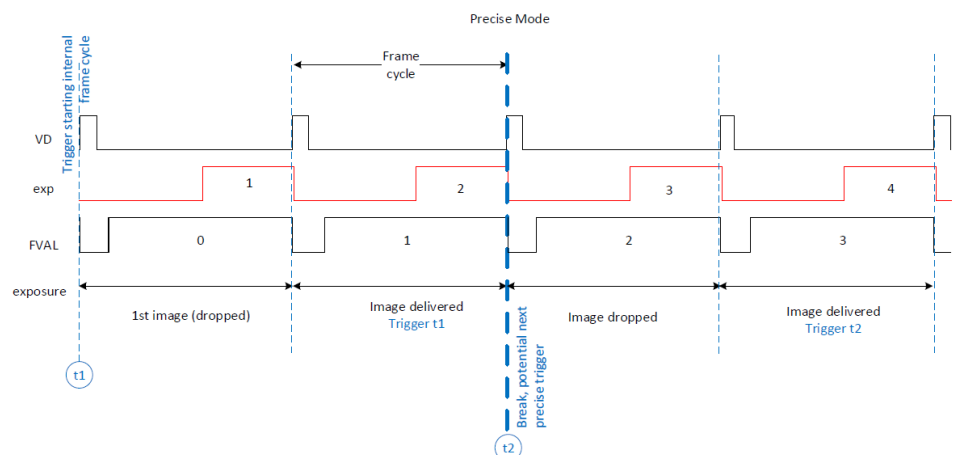 Precise Mode
Trigger starting internal
frame cycle
Frame
cycle
VD
exp
1
2
3
4
FVAL
0
1
2
3
exposure
1st image (dropped)
Image delivered
Trigger t1
Image dropped
Image delivered
Trigger t2
Break, potential next
precise trigger
t1
t2